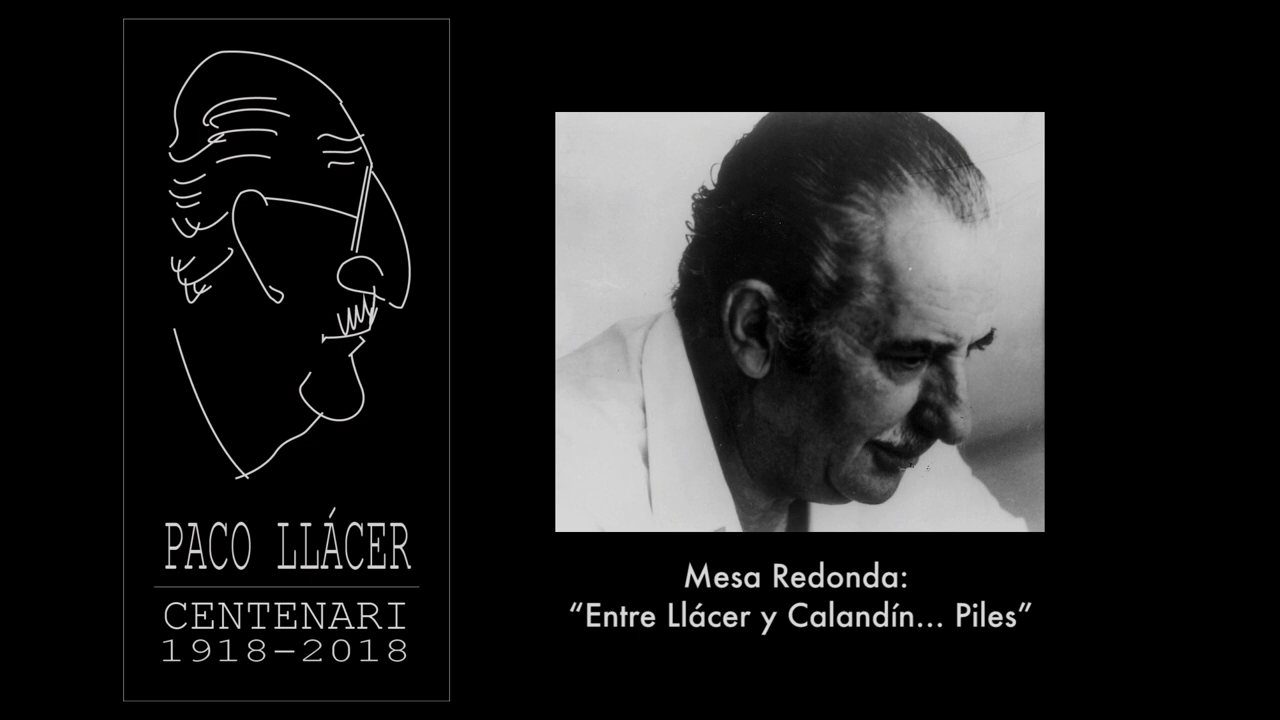 PACO LLÁCER
CENTENARI
1918-2018
Mesa Redonda:
“Entre Llácer y Calandín... Piles”